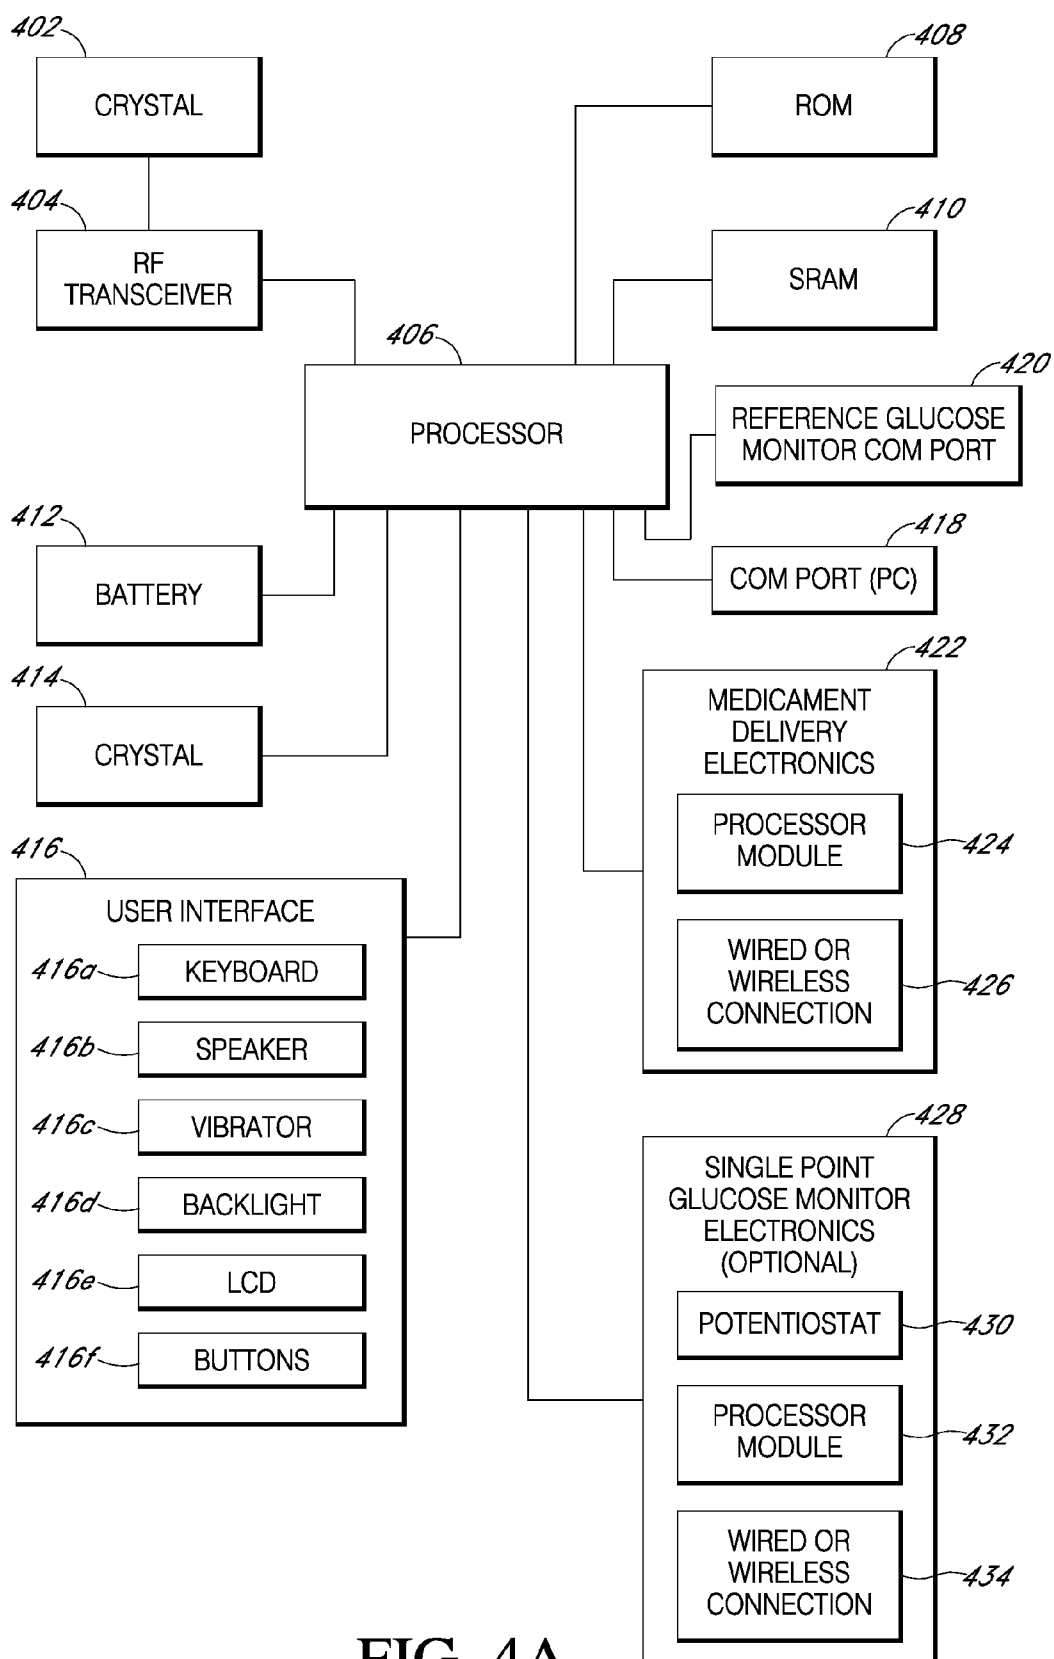 402
CRYSTAL
404
RF
TRANSCEIVER
406
PROCESSOR
408
ROM
410
SRAM
420
REFERENCE GLUCOSE
MONITOR COM PORT
418
COM PORT (PC)
412
BATTERY
414
CRYSTAL
416
USER INTERFACE
416a
KEYBOARD
416b
SPEAKER
416c
VIBRATOR
416d
BACKLIGHT
416e
LCD
416f
BUTTONS
422
MEDICAMENT
DELIVERY
ELECTRONICS
PROCESSOR
MODULE
424
WIRED OR
WIRELESS
CONNECTION
426
428
SINGLE POINT
GLUCOSE MONITOR
ELECTRONICS
(OPTIONAL)
POTENTIOSTAT
430
PROCESSOR
MODULE
432
WIRED OR
WIRELESS
CONNECTION
434
FIG. 4A